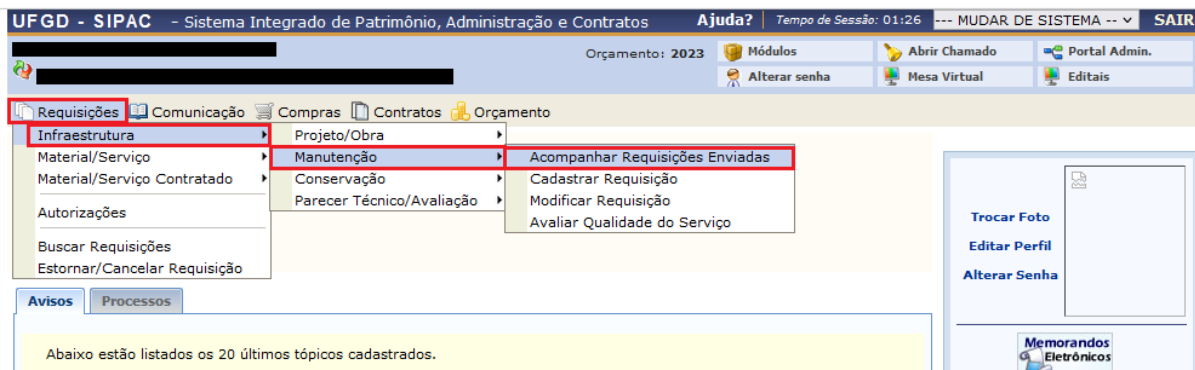 UFGD - SIPAC - Sistema Integrado de Patrimônio, Administração e Contratos Ajuda? Tempo de Sessão: 01:26 --- MUDAR DE SISTEMA -- SAIR
Orçamento: 2023 Módulos Abrir Chamado Portal Admin.
Alterar senha Mesa Virtual Editais
Requisições Comunicação Compras Contratos Orçamento
Infraestrutura Projeto/Obra
Material/Serviço Manutenção Acompanhar Requisições Enviadas
Material/Serviço Contratado Conservação Cadastrar Requisição
Parecer Técnico/Avaliação Modificar Requisição
Autorizações Avaliar Qualidade do Serviço
Buscar Requisições
Estornar/Cancelar Requisição
Trocar Foto
Editar Perfil
Alterar Senha
Avisos Processos
Abaixo estão listados os 20 últimos tópicos cadastrados.
Memorandos
Eletrônicos